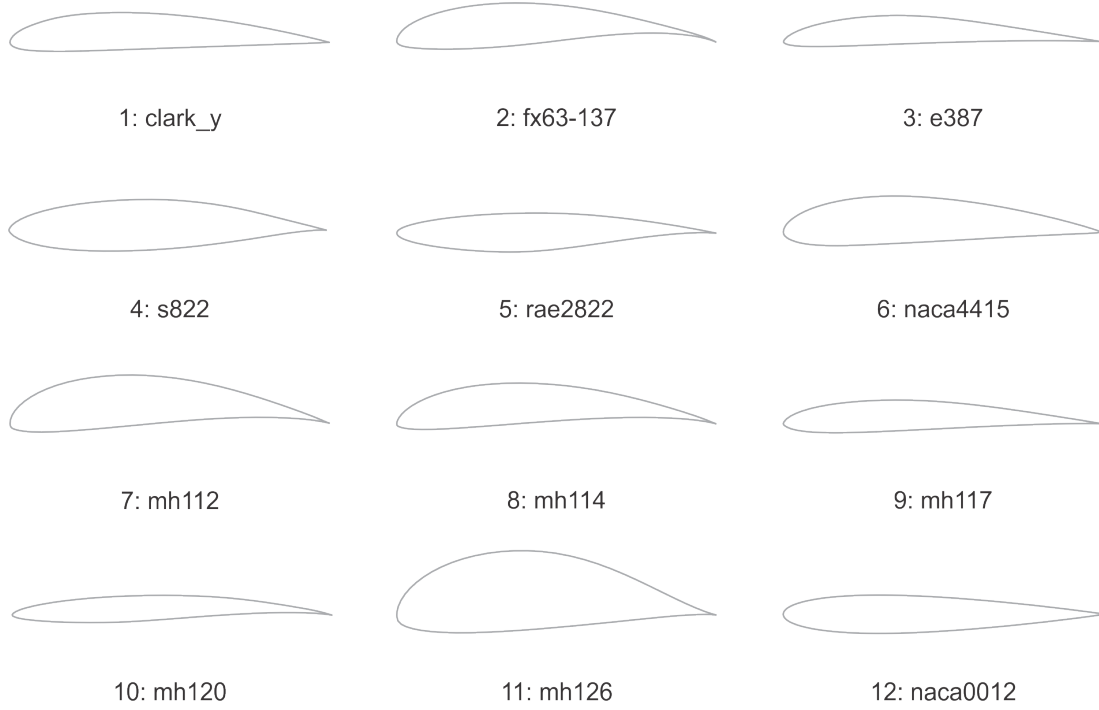 1: clark_y
2: fx63-137
3: e387
4: s822
5: rae2822
6: naca4415
7: mh112
8: mh114
9: mh117
10: mh120
11: mh126
12: naca0012